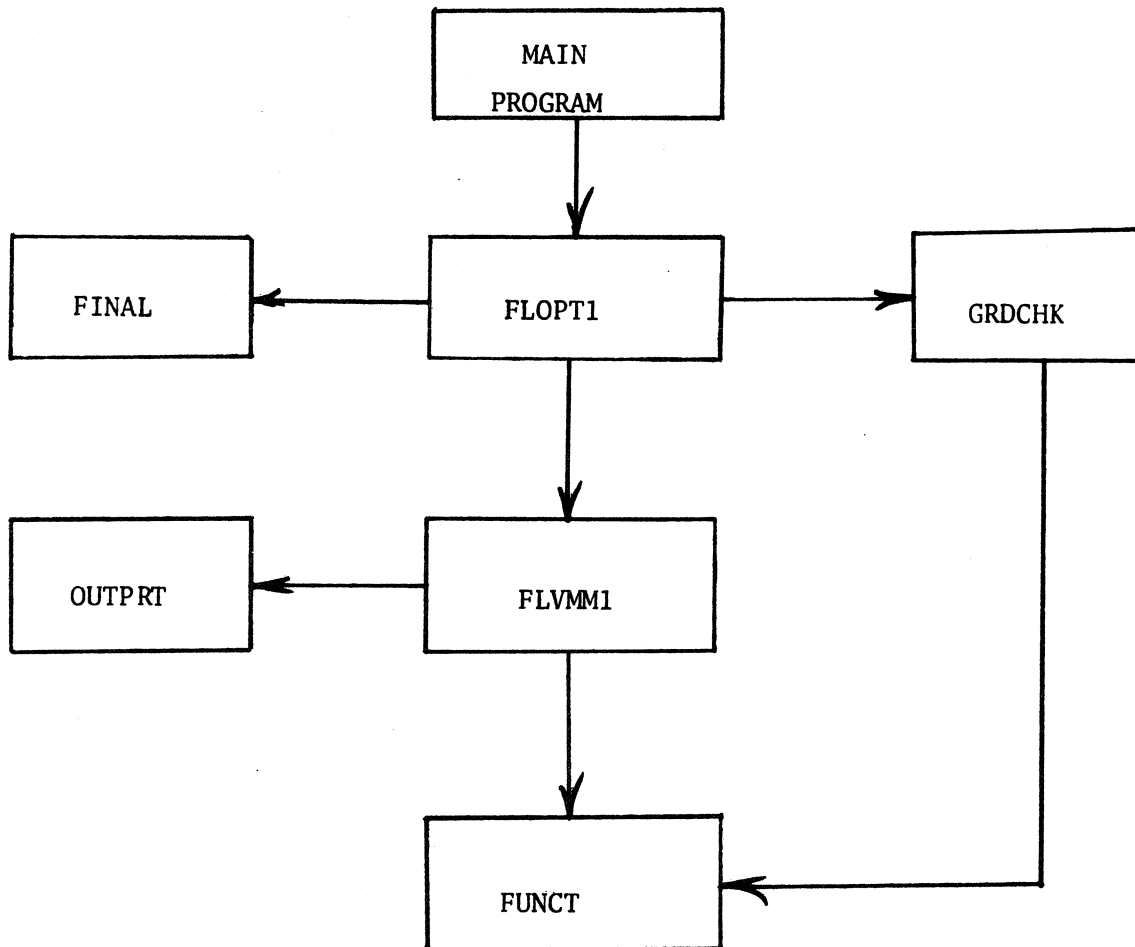 MAIN
PROGRAM
FINAL
FLOPT1
GRDCHK
OUTPRT
FLVMM1
FUNCT